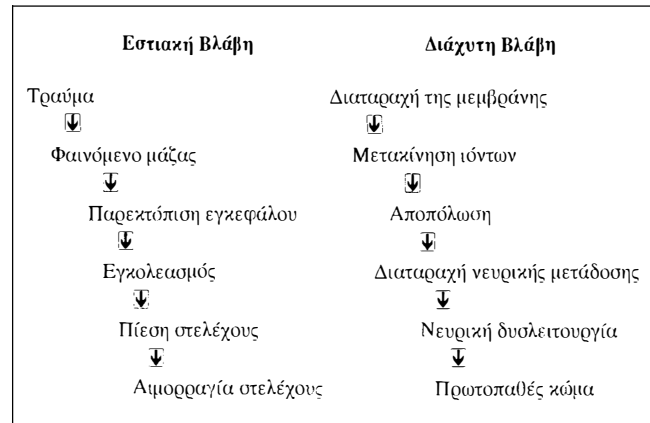 Εστιακή Βλάβη
Τραύμα
Φαινόμενο μάζας
Παρεκτόπιση εγκεφάλου
Εγκολεασμός
Πίεση στελέχους
Αιμορραγία στελέχους
Διάχυτη Βλάβη
Διαταραχή της μεμβράνης
Μετακίνηση ιόντων
Αποπόλωση
Διαταραχή νευρικής μετάδοσης
Νευρική δυσλειτουργία
Πρωτοπαθές κώμα